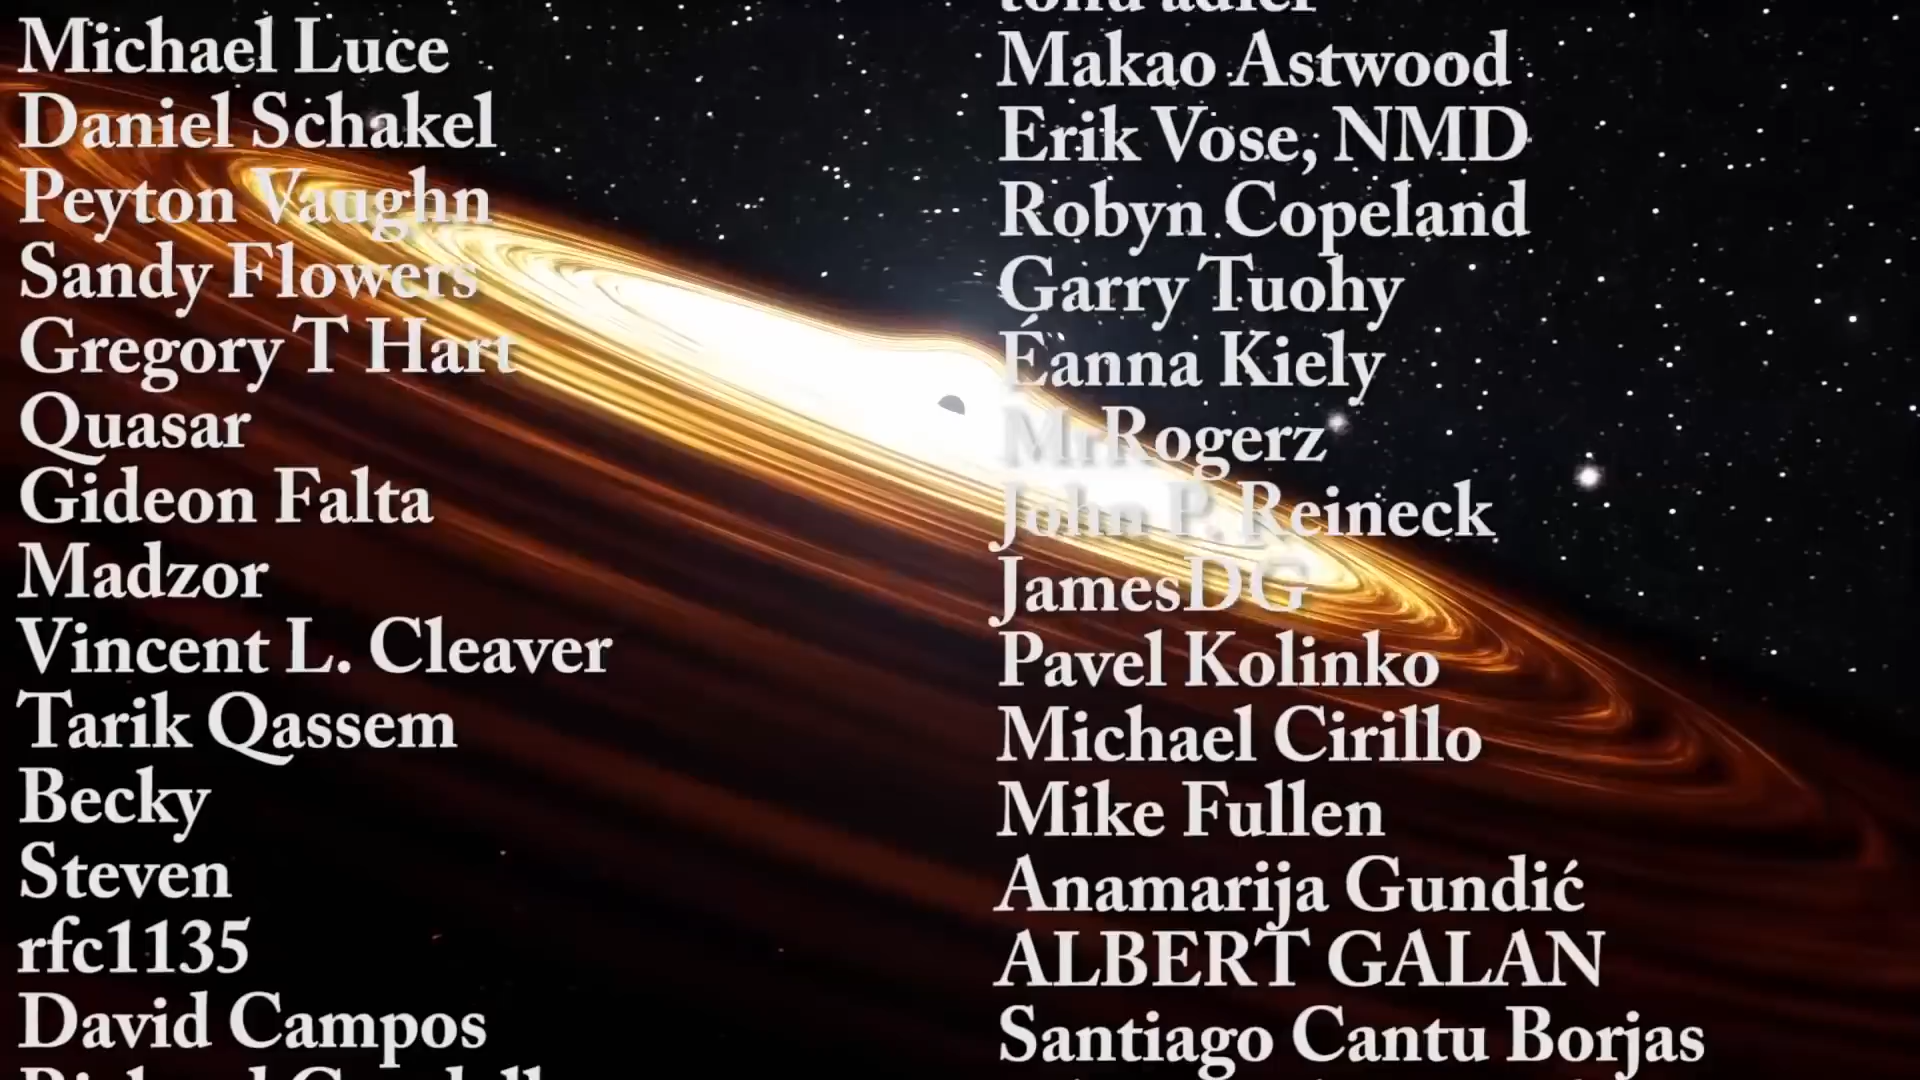 Michael Luce
Daniel Schakel
Peyton Vaughn
Sandy Flowers
Gregory T Hart
Quasar
Gideon Falta
Madzor
Vincent L. Cleaver
Tarik Qassem
Becky
Steven
rfc1135
David Campos
Makao Astwood
Erik Vose, NMD
Robyn Copeland
Garry Tuohy
Éanna Kiely
MrRogerz
John P. Reineck
JamesDG
Pavel Kolinko
Michael Cirillo
Mike Fullen
Anamarija Gundić
ALBERT GALAN
Santiago Cantu Borjas